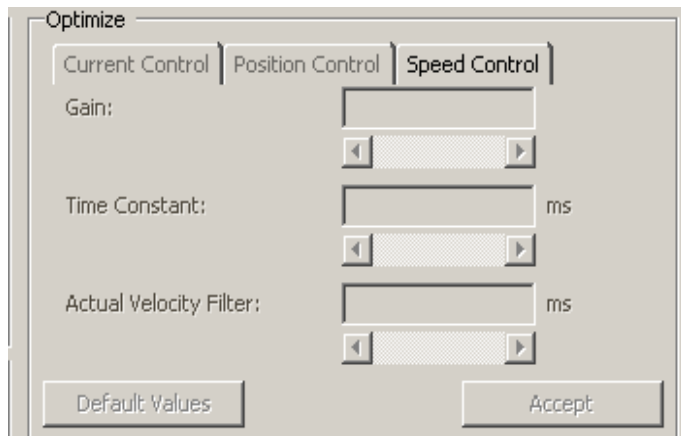 Optimize
Current Control Position Control Speed Control
Gain:
Time Constant: ms
Actual Velocity Filter: ms
Default Values Accept